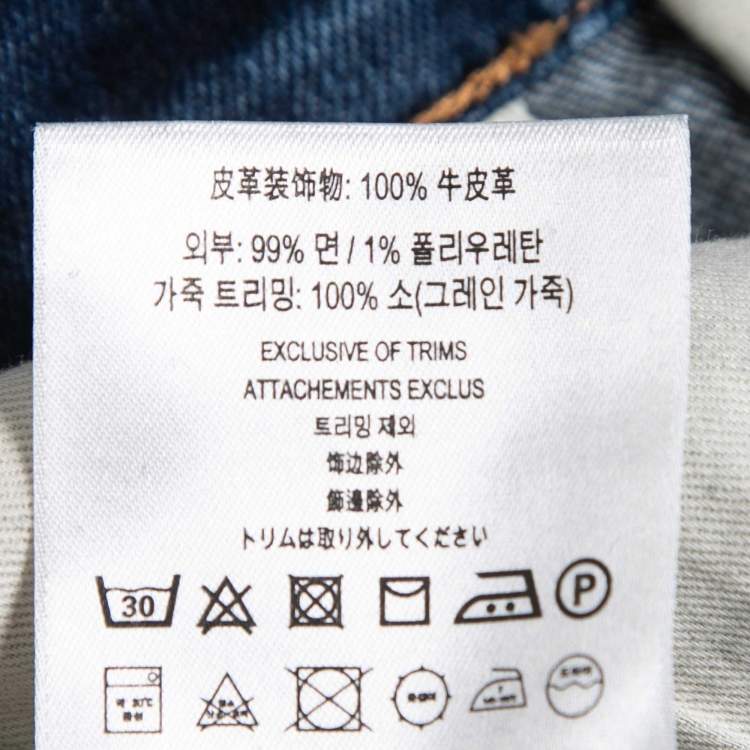 皮革装饰物: 100% 牛皮革
외부: 99% 면 / 1% 폴리우레탄
가죽 트리밍: 100% 소(그레인 가죽)
EXCLUSIVE OF TRIMS
ATTACHEMENTS EXCLUS
트리밍 제외
饰边除外
飾邊除外
トリムは取り外してください
30
P